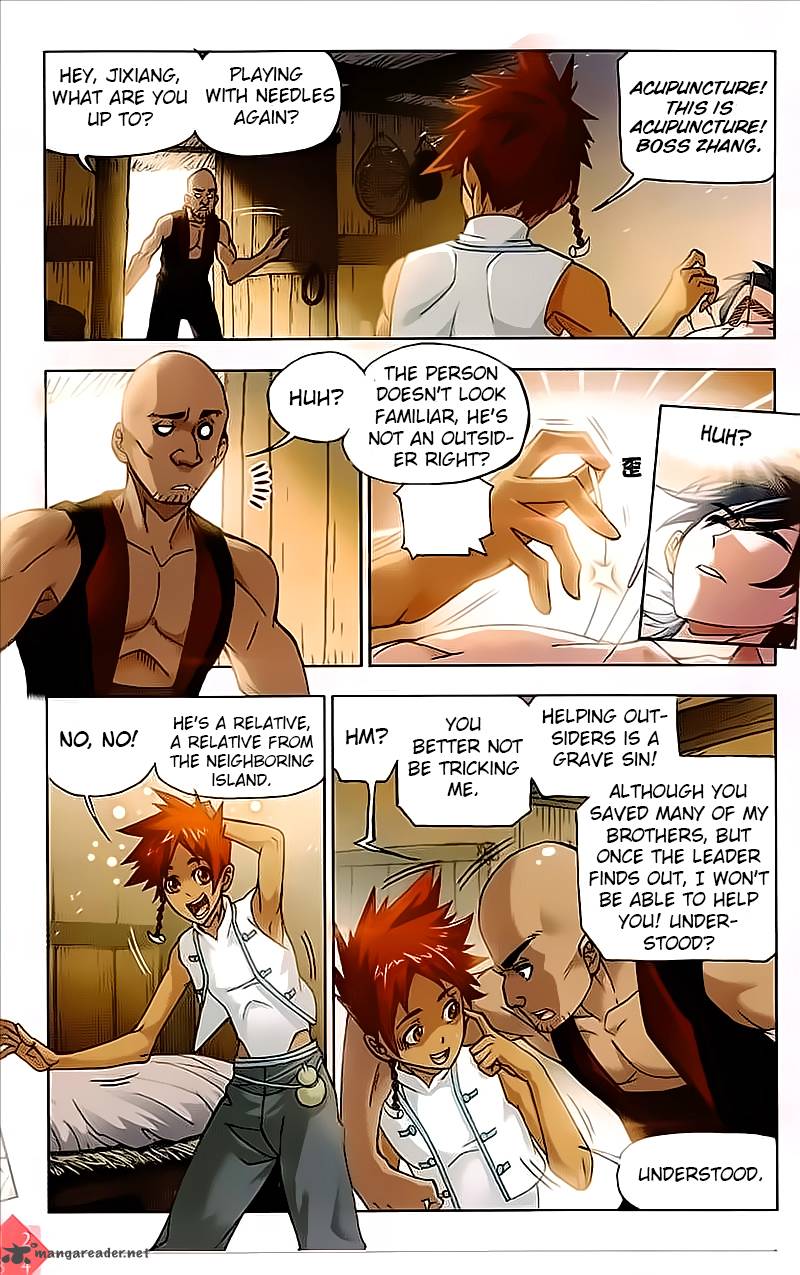 HEY, JIXIANG,
WHAT ARE YOU
UP TO?
PLAYING
WITH NEEDLES
AGAIN?
ACUPUNCTURE!
THIS IS
ACUPUNCTURE!
BOSS ZHANG.
HUH?
THE PERSON
DOESN'T LOOK
FAMILIAR, HE'S
NOT AN OUTSID-
ER RIGHT?
歪
HUH?
NO, NO!
HE'S A RELATIVE,
A RELATIVE FROM
THE NEIGHBORING
ISLAND.
HM?
YOU
BETTER NOT
BE TRICKING
ME.
HELPING OUT-
SIDERS IS A
GRAVE SIN!
ALTHOUGH YOU
SAVED MANY OF MY
BROTHERS, BUT
ONCE THE LEADER
FINDS OUT, I WON'T
BE ABLE TO HELP
YOU! UNDER-
STOOD?
UNDERSTOOD.
mangareader.net